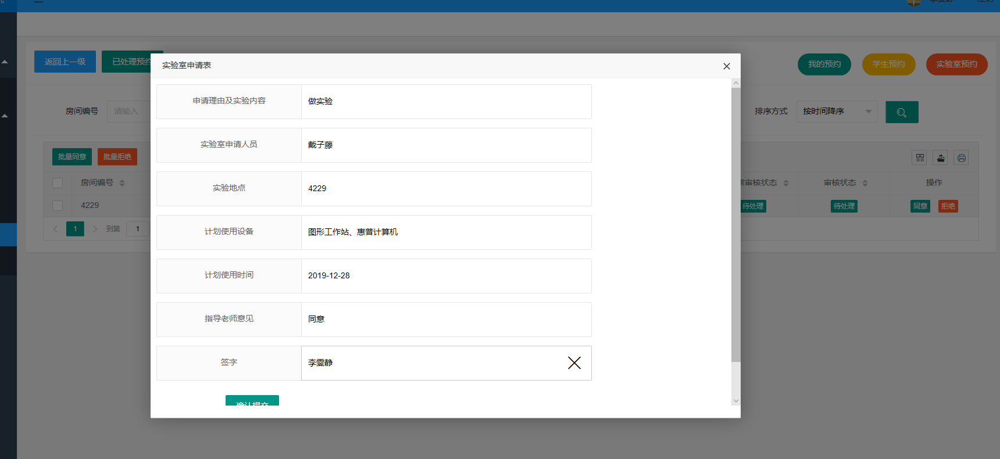 返回上一级
已处理预约
我的预约
学生预约
实验室预约
房间编号
请输入
排序方式
按时间降序
批量同意
批量拒绝
房间编号
审核状态
审核状态
操作
4229
待处理
待处理
同意
拒绝
1
到第
1
实验室申请表
申请理由及实验内容
做实验
实验室申请人员
戴子藤
实验地点
4229
计划使用设备
图形工作站、惠普计算机
计划使用时间
2019-12-28
指导老师意见
同意
签字
李雯静
确认提交